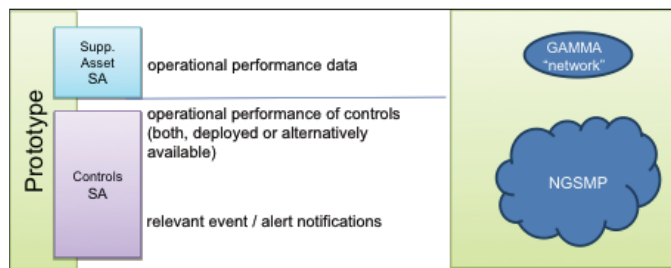 Prototype
Supp.
Asset
SA
operational performance data
operational performance of controls
(both, deployed or alternatively
available)
Controls
SA
relevant event / alert notifications
GAMMA
“network”
NGSMP